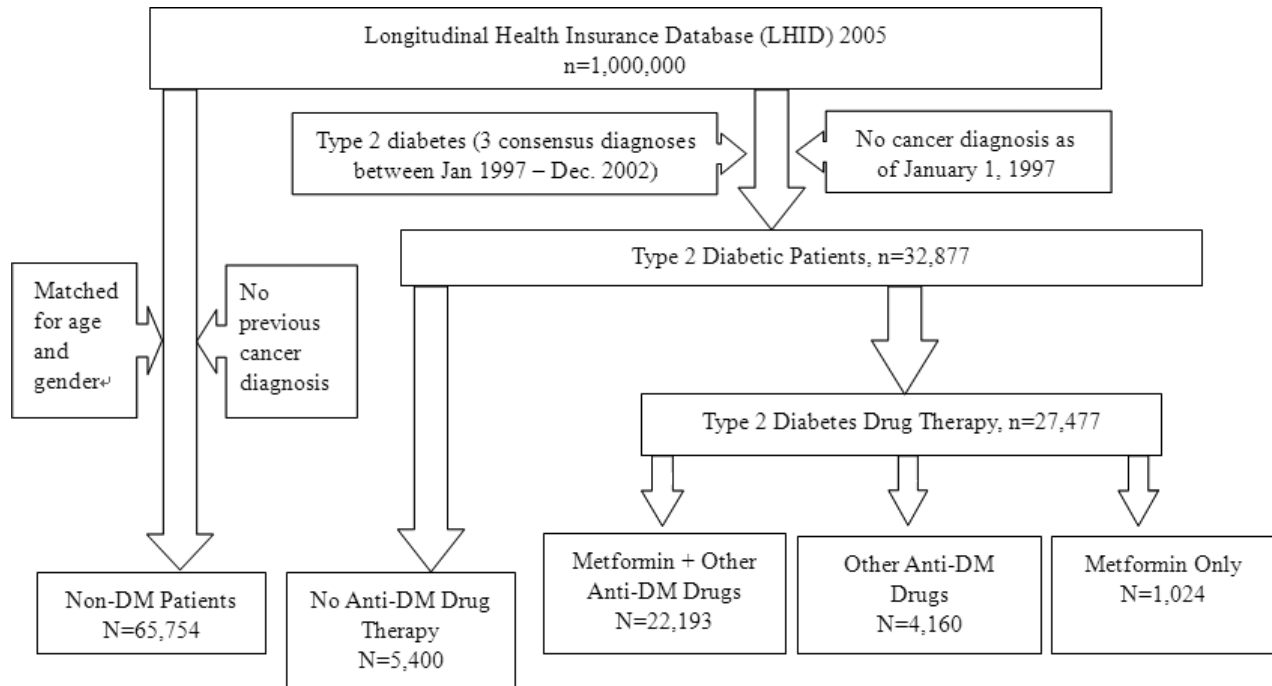 Longitudinal Health Insurance Database (LHID) 2005
n=1,000,000
Type 2 diabetes (3 consensus diagnoses
between Jan 1997 – Dec. 2002)
No cancer diagnosis as
of January 1, 1997
Type 2 Diabetic Patients, n=32,877
Matched
for age
and
gender↵
No
previous
cancer
diagnosis
Type 2 Diabetes Drug Therapy, n=27,477
Non-DM Patients
N=65,754
No Anti-DM Drug
Therapy
N=5,400
Metformin + Other
Anti-DM Drugs
N=22,193
Other Anti-DM
Drugs
N=4,160
Metformin Only
N=1,024